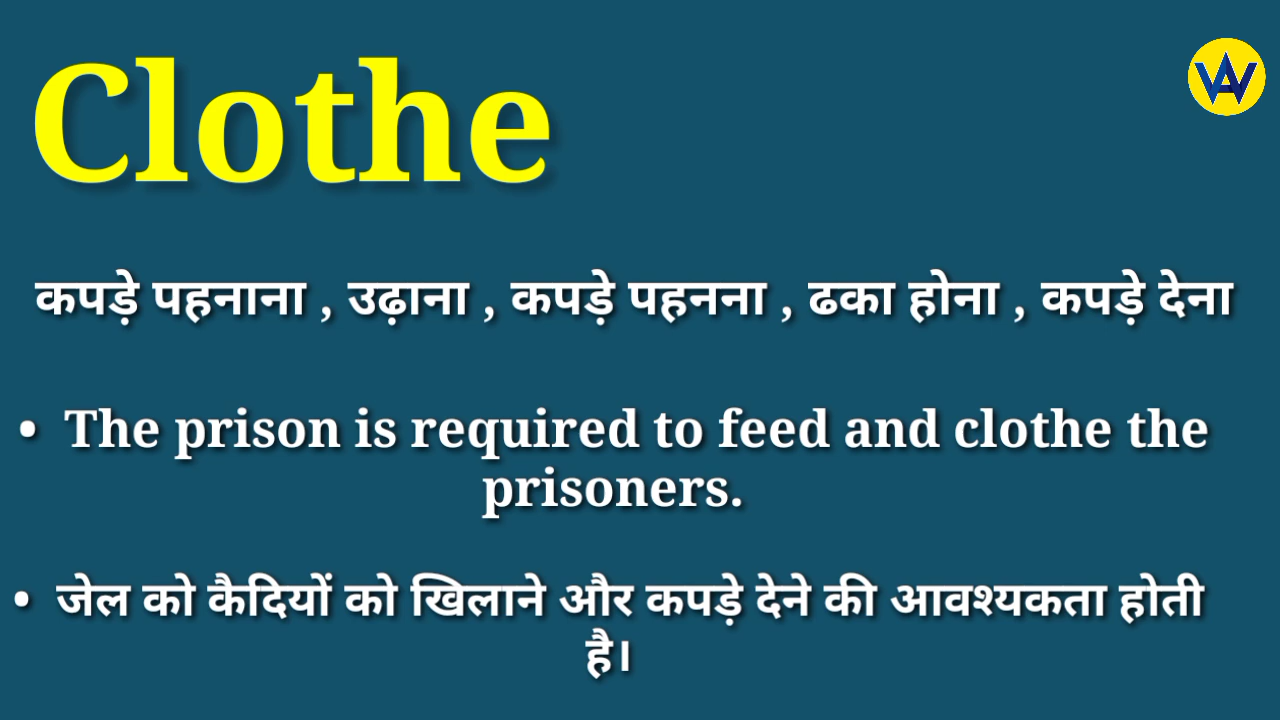 Clothe
कपड़े पहनाना , उढ़ाना , कपड़े पहनना , ढका होना , कपड़े देना
• The prison is required to feed and clothe the
prisoners.
• जेल को कैदियों को खिलाने और कपड़े देने की आवश्यकता होती
है।